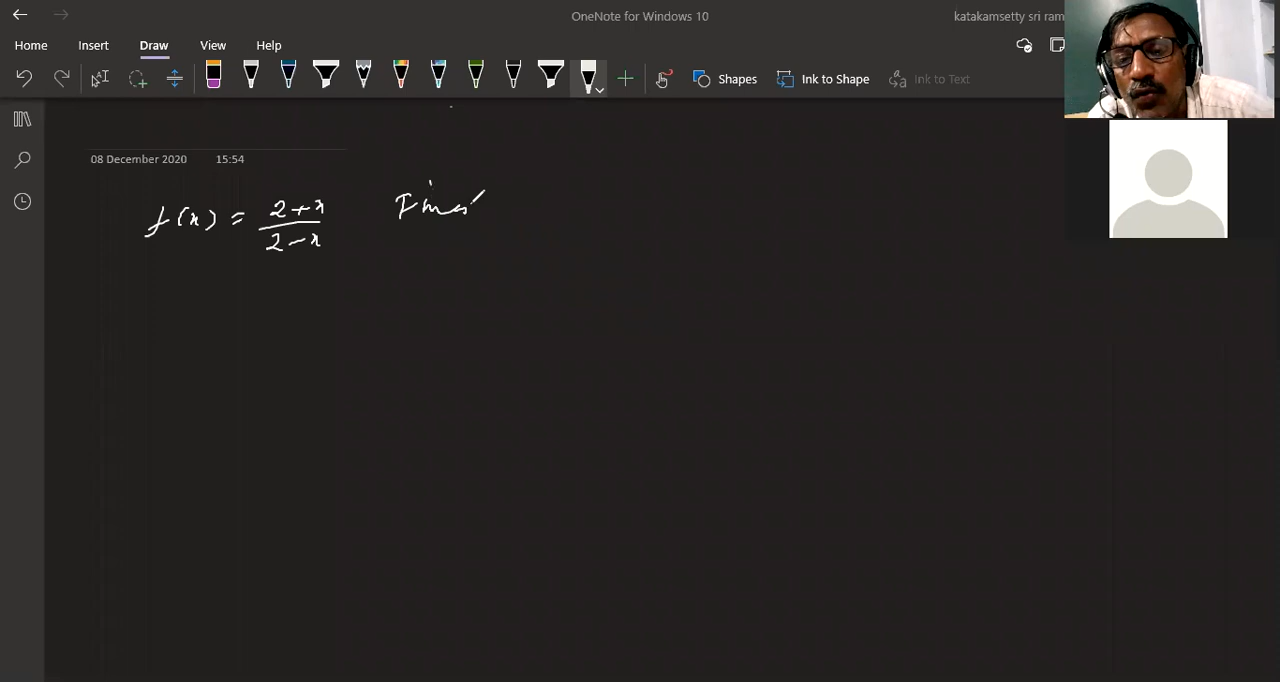 OneNote for Windows 10
katakamsetty sri ram
Home Insert Draw View Help
Shapes Ink to Shape Ink to Text
08 December 2020 15:54
f(x) = 2+x
2-x